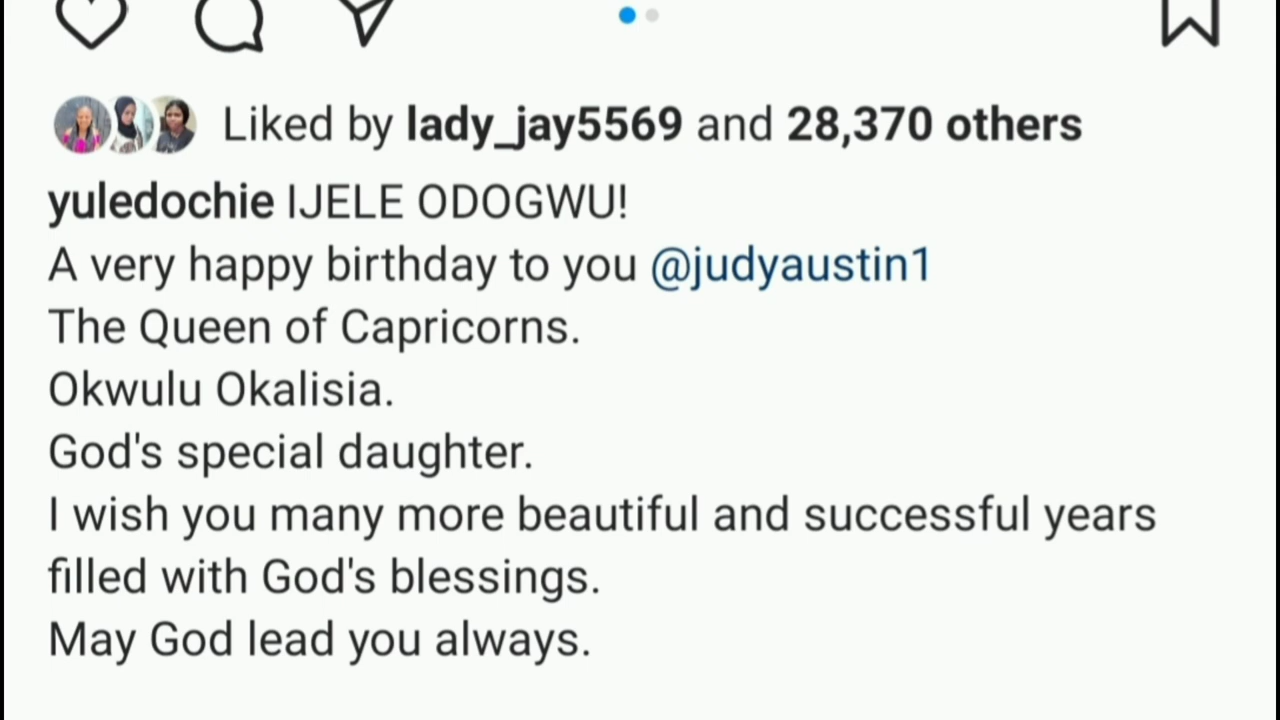 Liked by lady_jay5569 and 28,370 others
yuledochie IJELE ODOGWU!
A very happy birthday to you @judyaustin1
The Queen of Capricorns.
Okwulu Okalisia.
God's special daughter.
I wish you many more beautiful and successful years
filled with God's blessings.
May God lead you always.